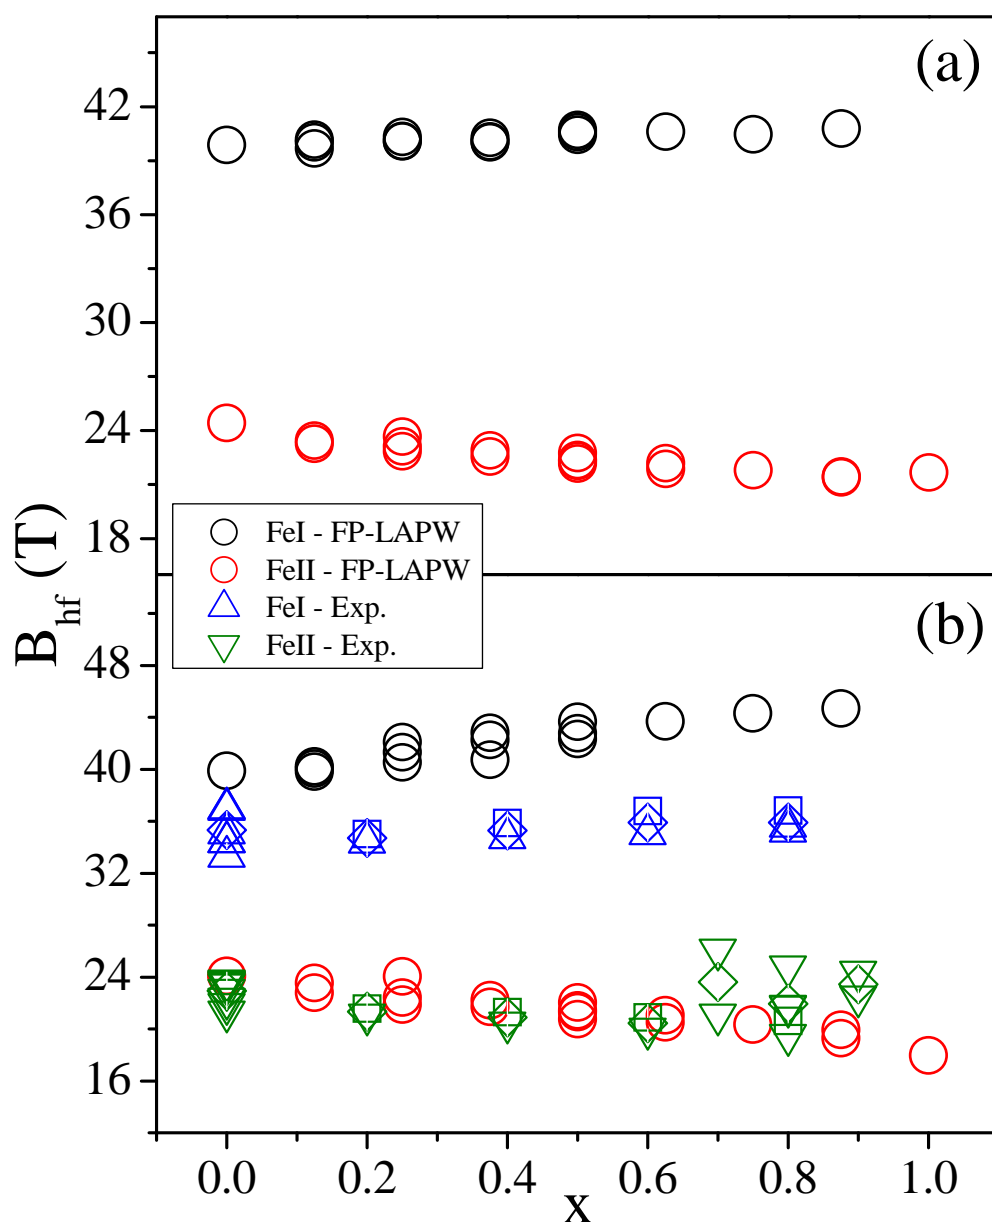 (a)
42
36
30
24
18
B_hf (T)
FeI - FP-LAPW
FeII - FP-LAPW
FeI - Exp.
FeII - Exp.
(b)
48
40
32
24
16
0.0 0.2 0.4 0.6 0.8 1.0
x